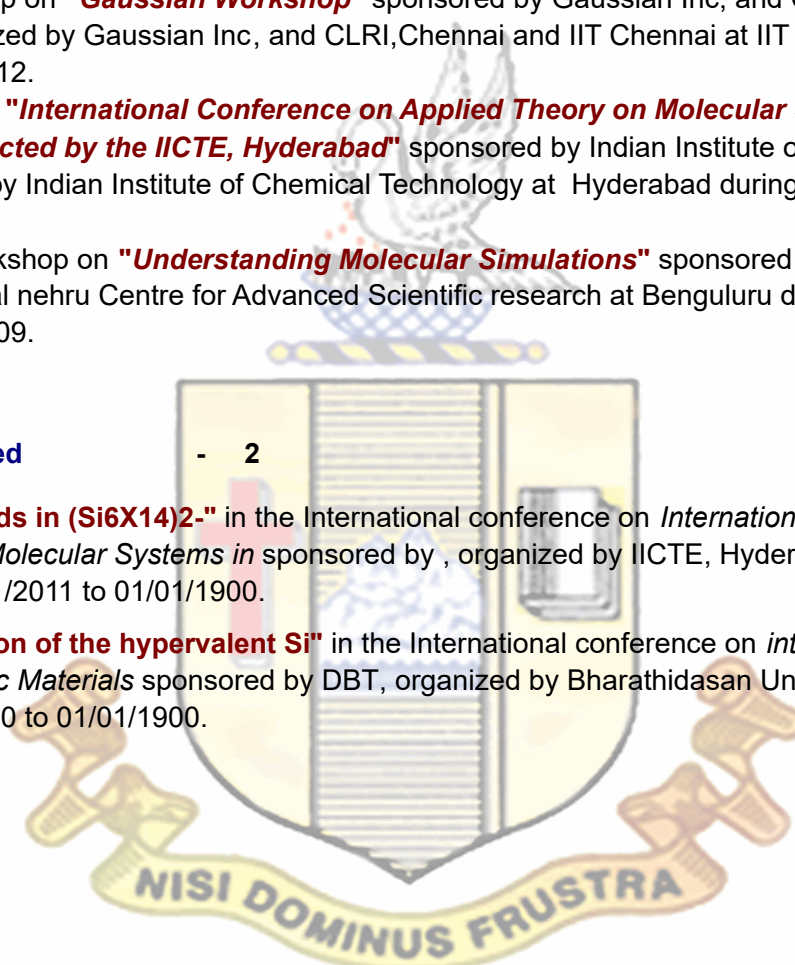 p on "Gaussian Workshop" sponsored by Gaussian Inc, and
zed by Gaussian Inc, and CLRI,Chennai and IIT Chennai at IIT
12.
"International Conference on Applied Theory on Molecular
cted by the IICTE, Hyderabad" sponsored by Indian Institute o
by Indian Institute of Chemical Technology at Hyderabad during
kshop on "Understanding Molecular Simulations" sponsored
al nehru Centre for Advanced Scientific research at Benguluru d
09.
ed - 2
ds in (Si6X14)2-" in the International conference on Internation
Molecular Systems in sponsored by , organized by IICTE, Hyder
/2011 to 01/01/1900.
on of the hypervalent Si" in the International conference on int
c Materials sponsored by DBT, organized by Bharathidasan Un
0 to 01/01/1900.
NISI DOMINUS FRUSTRA